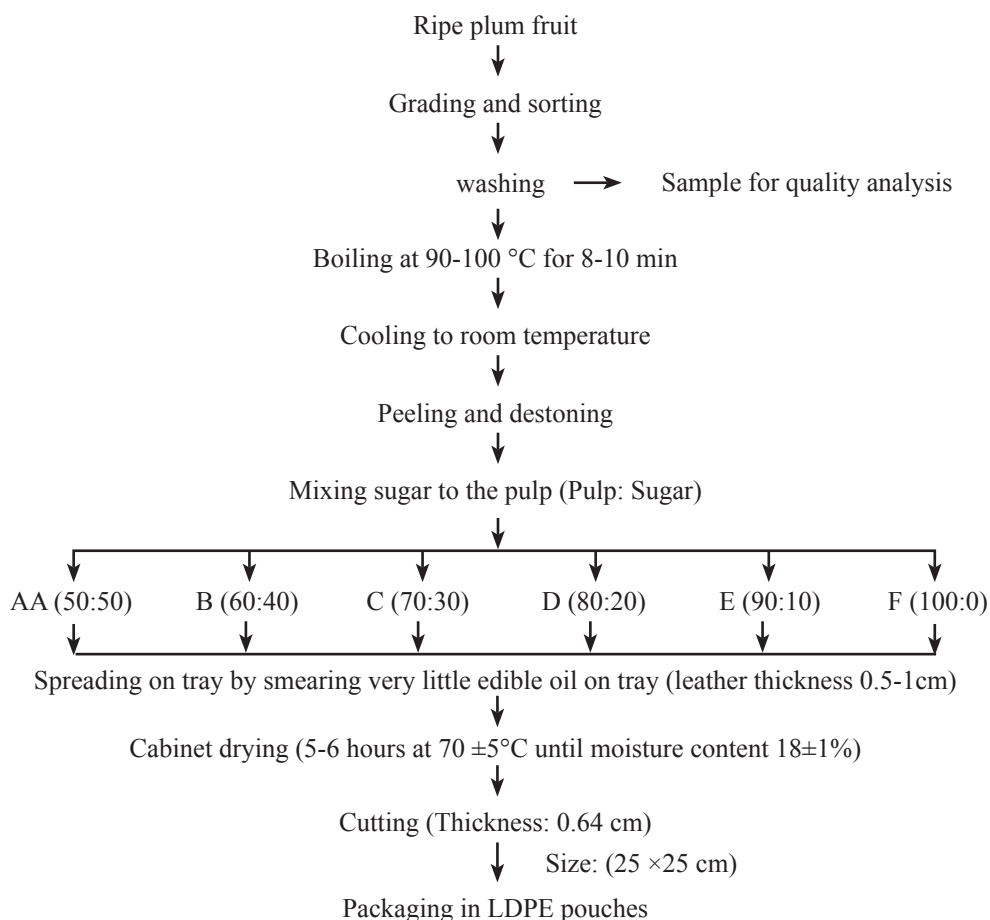 Ripe plum fruit
Grading and sorting
washing
Sample for quality analysis
Boiling at 90-100 °C for 8-10 min
Cooling to room temperature
Peeling and destoning
Mixing sugar to the pulp (Pulp: Sugar)
AA (50:50) B (60:40) C (70:30) D (80:20) E (90:10) F (100:0)
Spreading on tray by smearing very little edible oil on tray (leather thickness 0.5-1cm)
Cabinet drying (5-6 hours at 70 ±5°C until moisture content 18±1%)
Cutting (Thickness: 0.64 cm)
Size: (25 ×25 cm)
Packaging in LDPE pouches